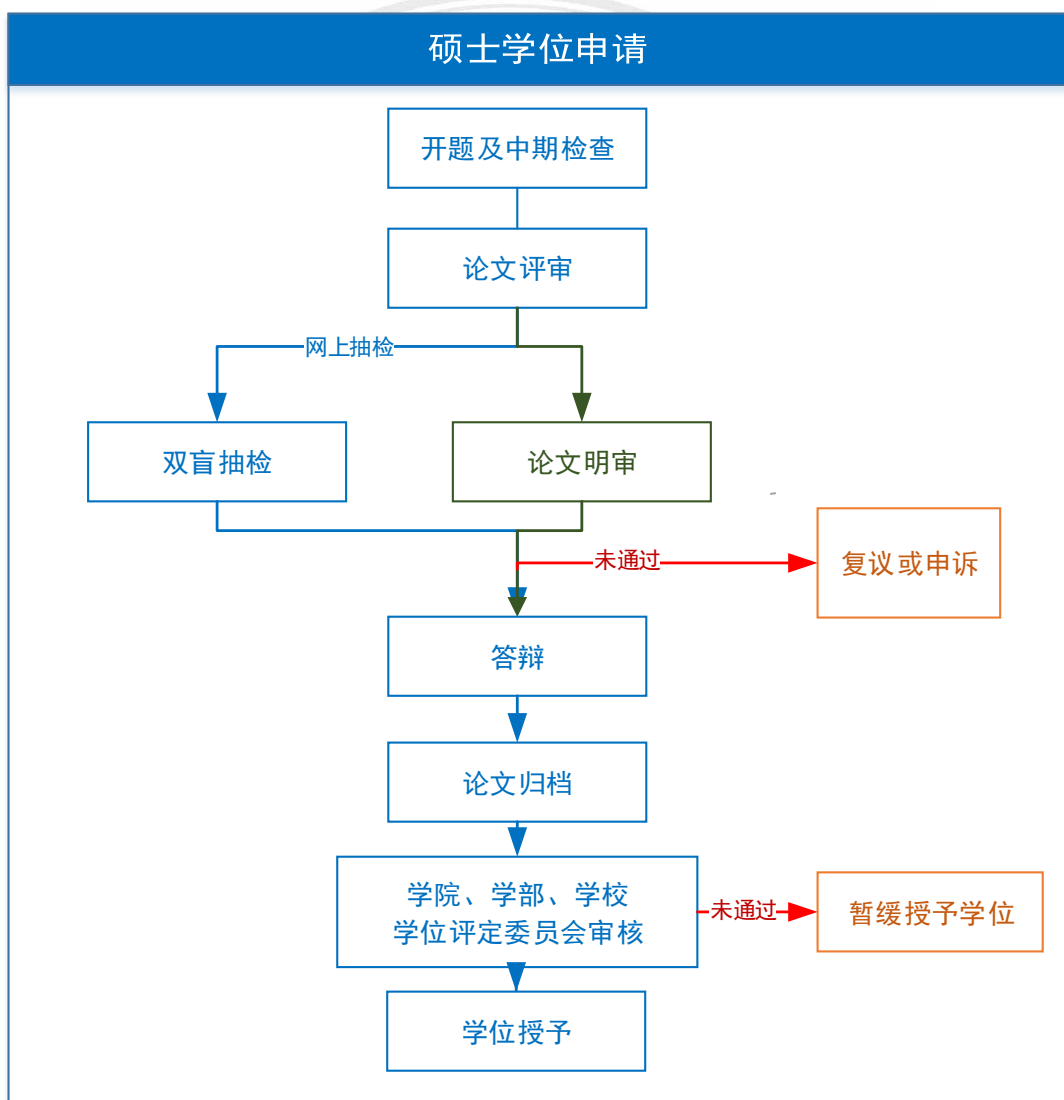 硕士学位申请
开题及中期检查
论文评审
网上抽检
双盲抽检
论文明审
未通过
复议或申诉
答辩
论文归档
学院、学部、学校
学位评定委员会审核
未通过
暂缓授予学位
学位授予